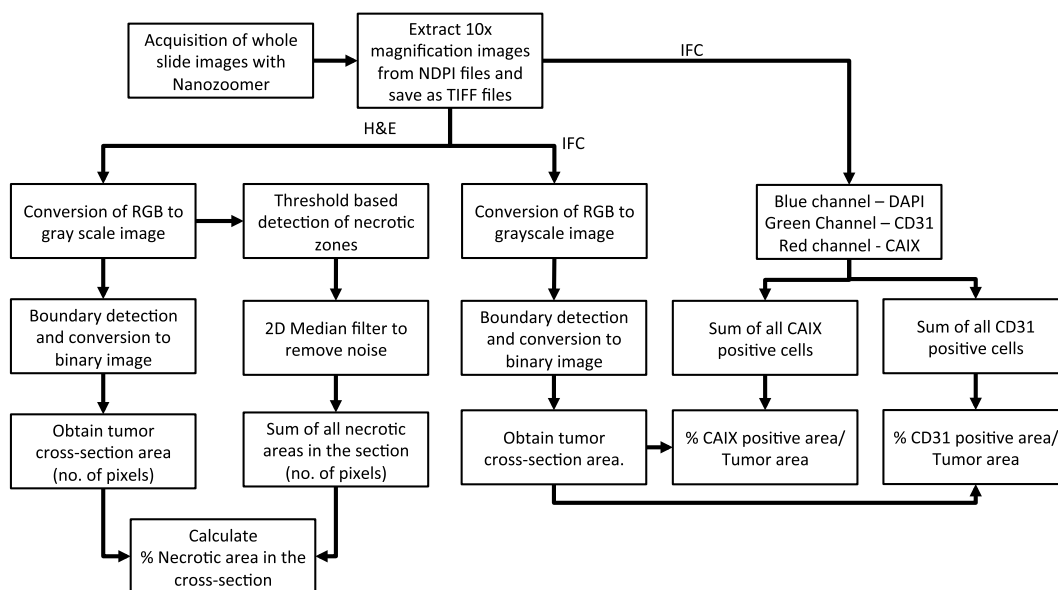 Acquisition of whole
slide images with
Nanozoomer
Extract 10x
magnification images
from NDPI files and
save as TIFF files
IFC
H&E
IFC
Conversion of RGB to
gray scale image
Threshold based
detection of necrotic
zones
Conversion of RGB to
grayscale image
Blue channel – DAPI
Green Channel – CD31
Red channel - CAIX
Boundary detection
and conversion to
binary image
2D Median filter to
remove noise
Boundary detection
and conversion to
binary image
Sum of all CAIX
positive cells
Sum of all CD31
positive cells
Obtain tumor
cross-section area
(no. of pixels)
Sum of all necrotic
areas in the section
(no. of pixels)
Obtain tumor
cross-section area.
% CAIX positive area/
Tumor area
% CD31 positive area/
Tumor area
Calculate
% Necrotic area in the
cross-section